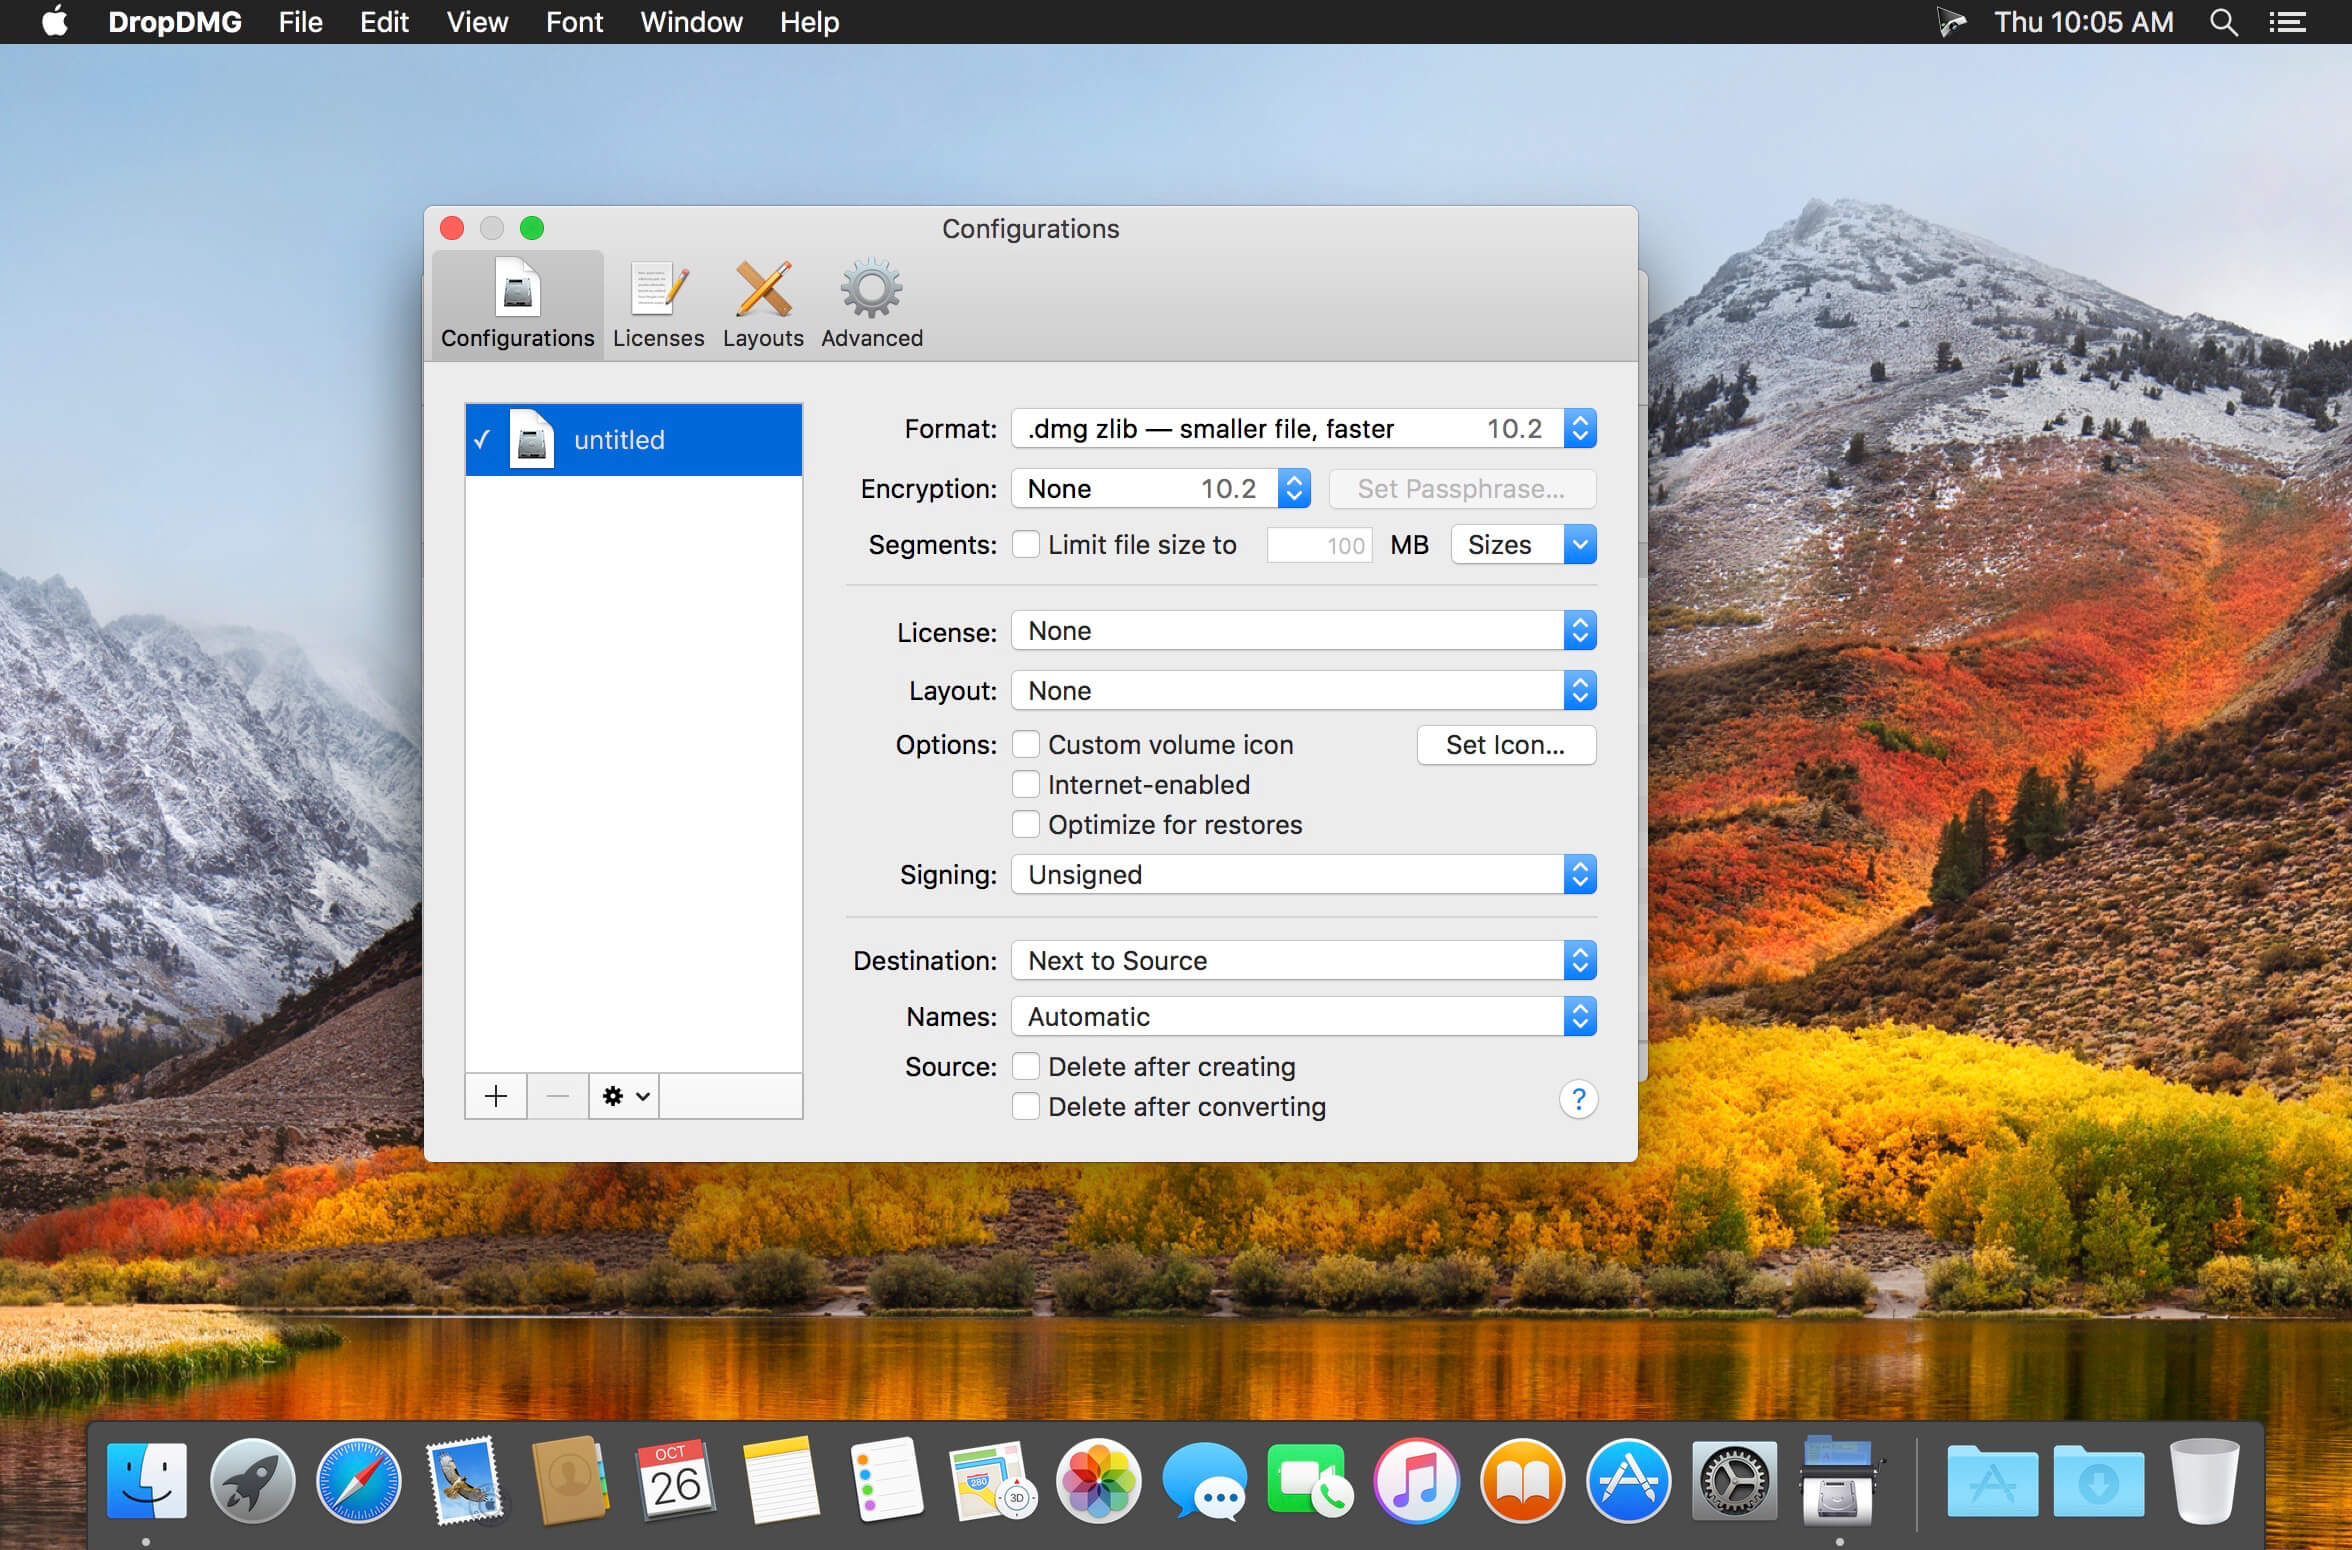 DropDMG File Edit View Font Window Help Thu 10:05 AM
Configurations
Configurations Licenses Layouts Advanced
untitled
Format: .dmg zlib — smaller file, faster 10.2
Encryption: None 10.2 Set Passphrase...
Segments: Limit file size to 100 MB Sizes
License: None
Layout: None
Options: Custom volume icon Set Icon...
Internet-enabled
Optimize for restores
Signing: Unsigned
Destination: Next to Source
Names: Automatic
Source: Delete after creating
Delete after converting
?
OCT
26
280
3D